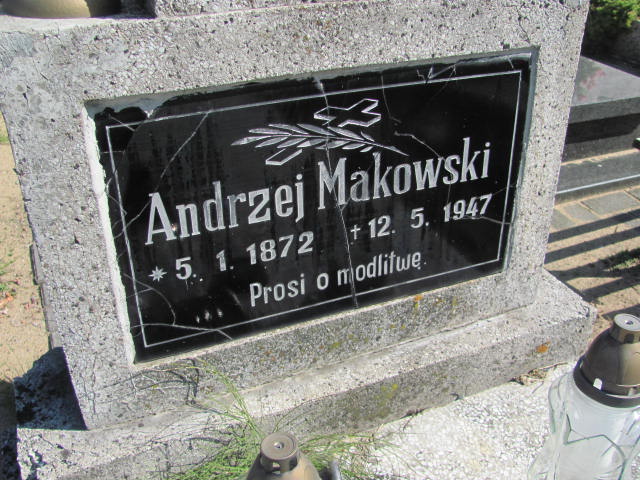 Andrzej Makowski
* 5. 1. 1872 † 12. 5. 1947
Prosi o modlitwę